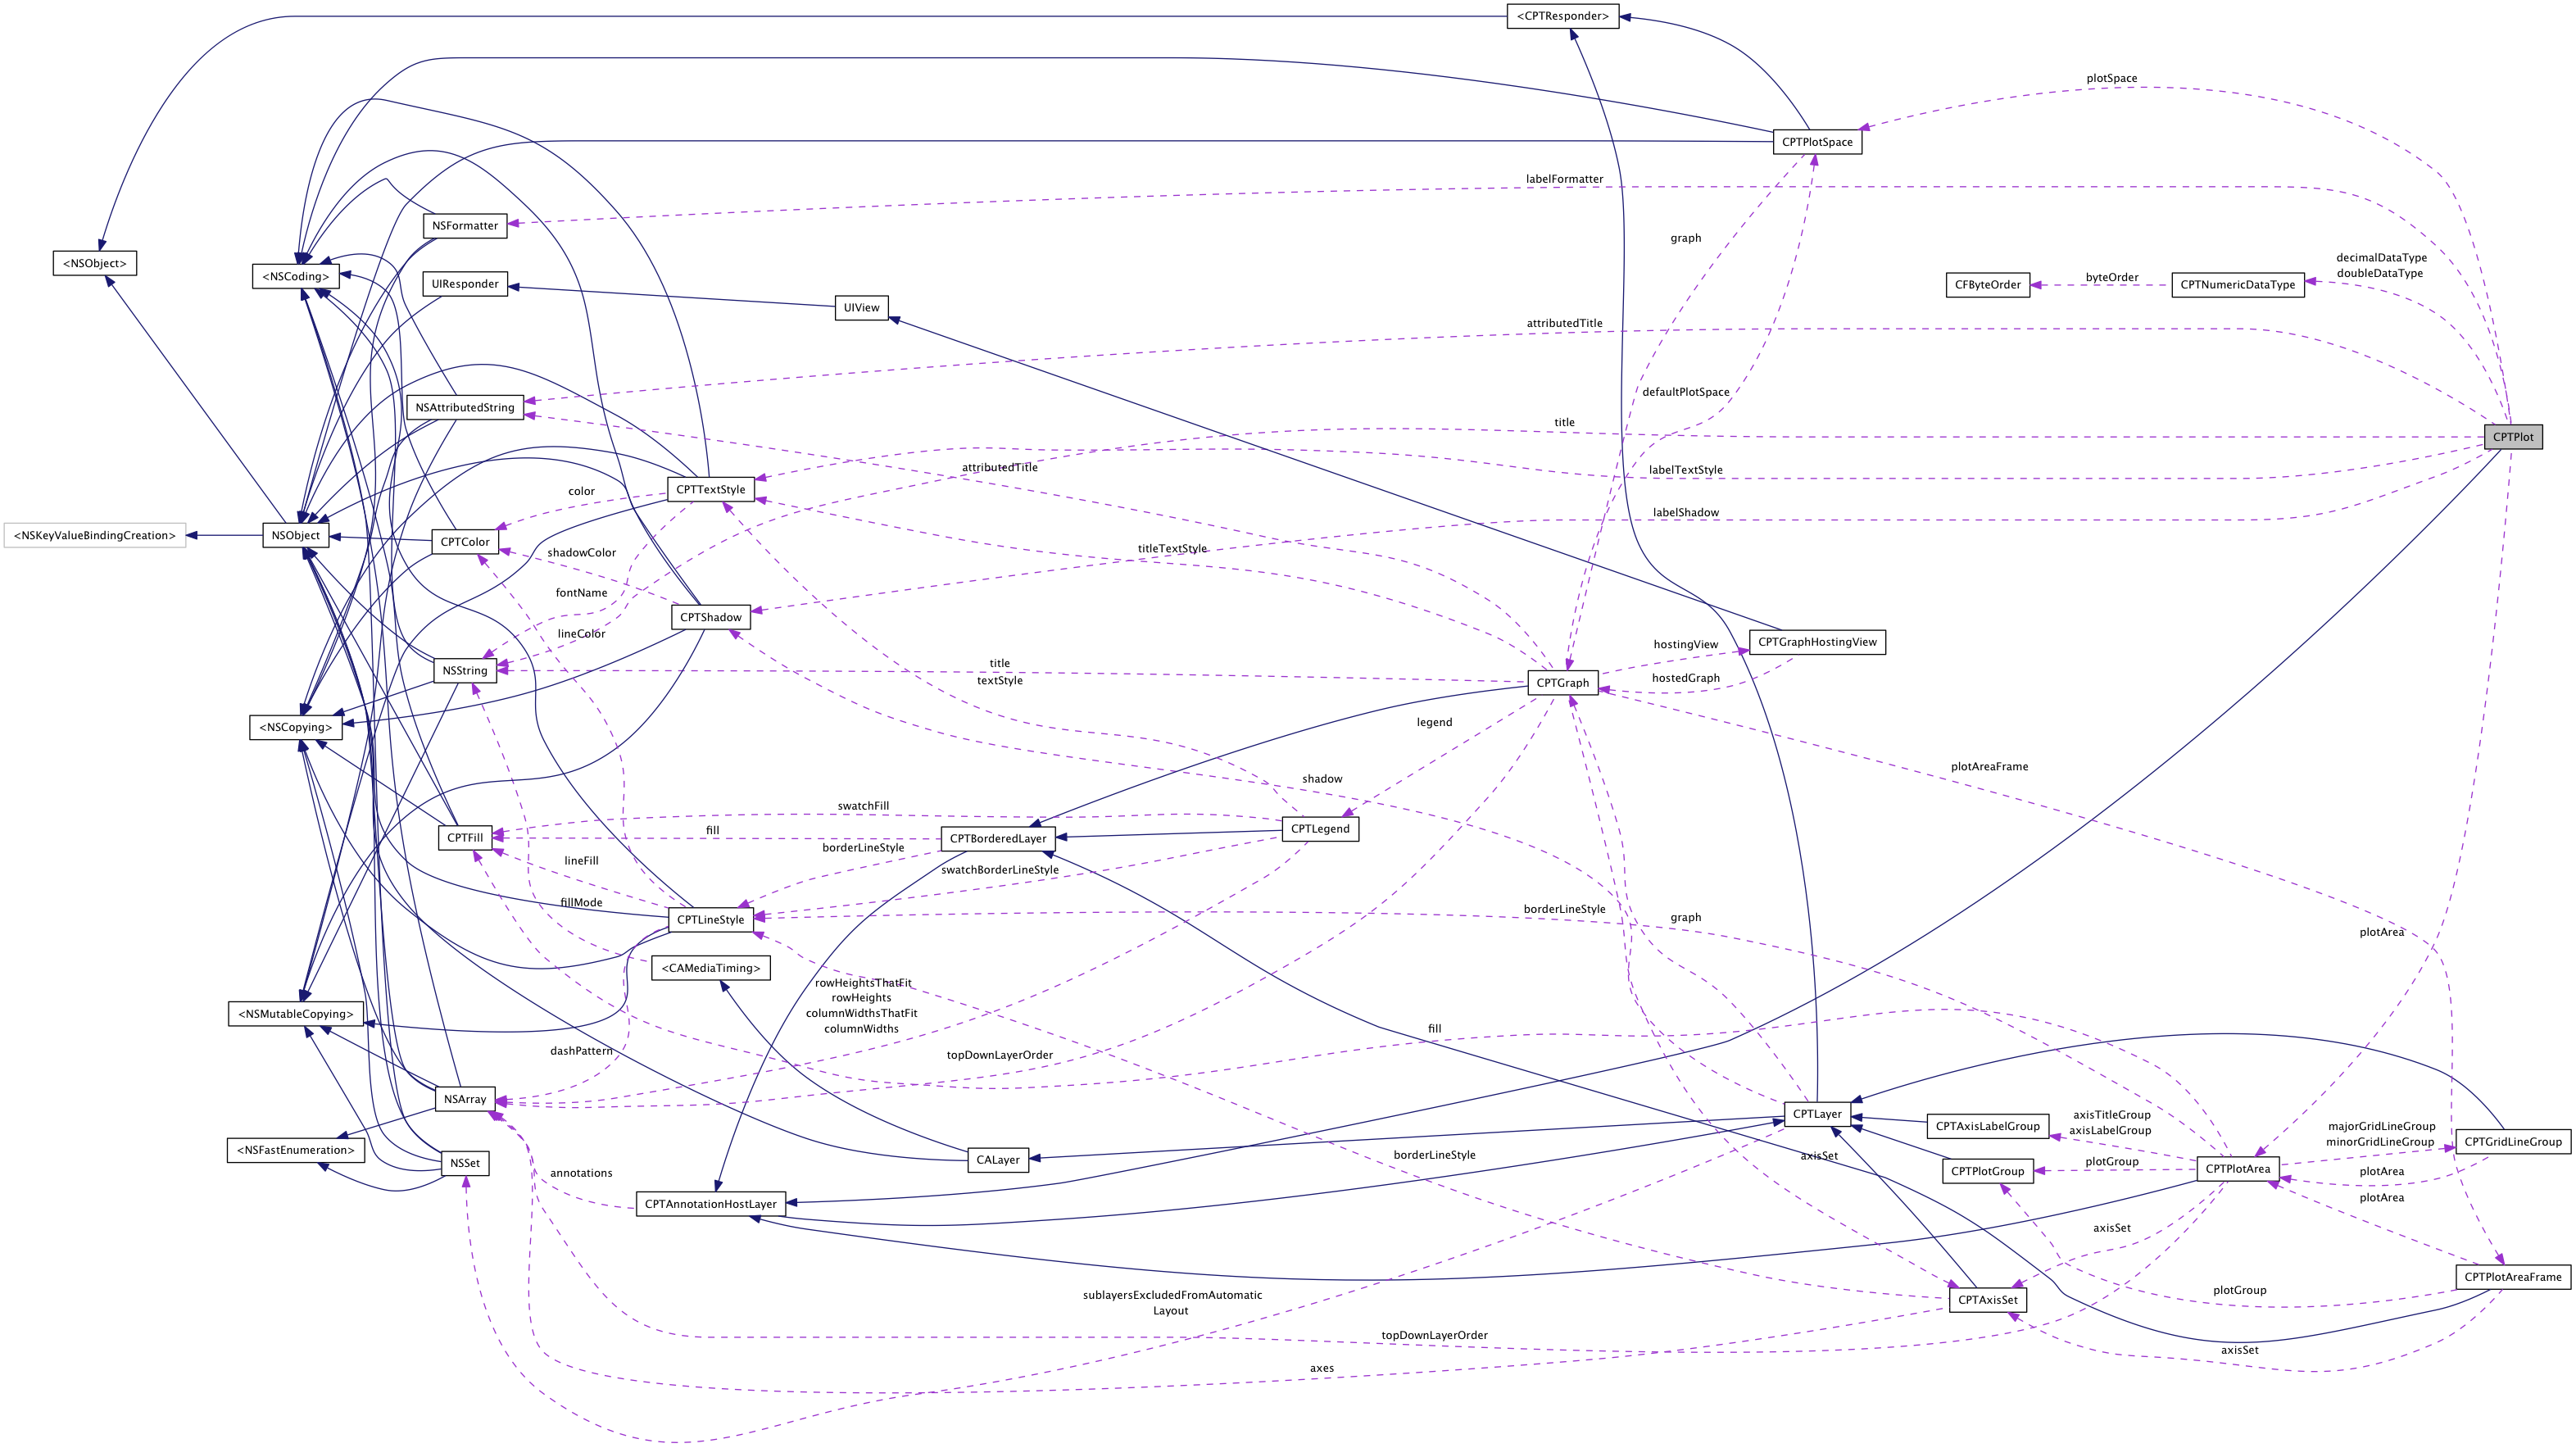 <CPTResponder>
plotSpace
CPTPlotSpace
labelFormatter
NSFormatter
graph
<NSObject>
<NSCoding>
decimalDataType
doubleDataType
UIResponder
CFByteOrder
byteOrder
CPTNumericDataType
UIView
attributedTitle
defaultPlotSpace
NSAttributedString
title
CPTPlot
attributedTitle
labelTextStyle
CPTTextStyle
color
labelShadow
<NSKeyValueBindingCreation>
NSObject
CPTColor
shadowColor
titleTextStyle
fontName
CPTShadow
lineColor
hostingView
CPTGraphHostingView
title
NSString
textStyle
CPTGraph
hostedGraph
<NSCopying>
legend
plotAreaFrame
shadow
swatchFill
CPTLegend
fill
CPTFill
CPTBorderedLayer
borderLineStyle
lineFill
swatchBorderLineStyle
fillMode
borderLineStyle
graph
CPTLineStyle
plotArea
<CAMediaTiming>
rowHeightsThatFit
rowHeights
columnWidthsThatFit
columnWidths
<NSMutableCopying>
fill
dashPattern
topDownLayerOrder
NSArray
CPTLayer
axisTitleGroup
axisLabelGroup
CPTAxisLabelGroup
majorGridLineGroup
minorGridLineGroup
CPTGridLineGroup
<NSFastEnumeration>
NSSet
CALayer
borderLineStyle
axisSet
plotGroup
CPTPlotGroup
CPTPlotArea
plotArea
annotations
CPTAnnotationHostLayer
plotArea
axisSet
CPTPlotAreaFrame
sublayersExcludedFromAutomatic
Layout
plotGroup
CPTAxisSet
topDownLayerOrder
axisSet
axes